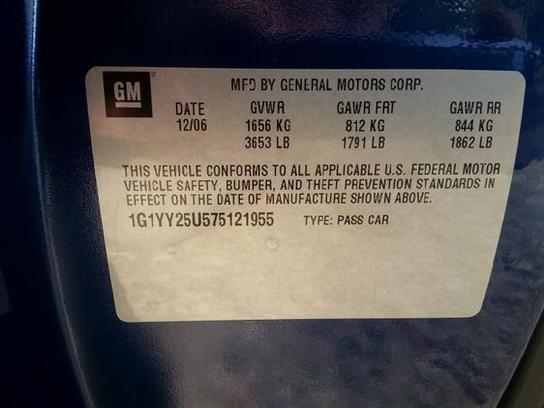 GM ®
MFD BY GENERAL MOTORS CORP.
DATE GVWR GAWR FRT GAWR RR
12/06 1656 KG 812 KG 844 KG
3653 LB 1791 LB 1862 LB
THIS VEHICLE CONFORMS TO ALL APPLICABLE U.S. FEDERAL MOTOR
VEHICLE SAFETY, BUMPER, AND THEFT PREVENTION STANDARDS IN
EFFECT ON THE DATE OF MANUFACTURE SHOWN ABOVE.
1G1YY25U575121955 TYPE: PASS CAR